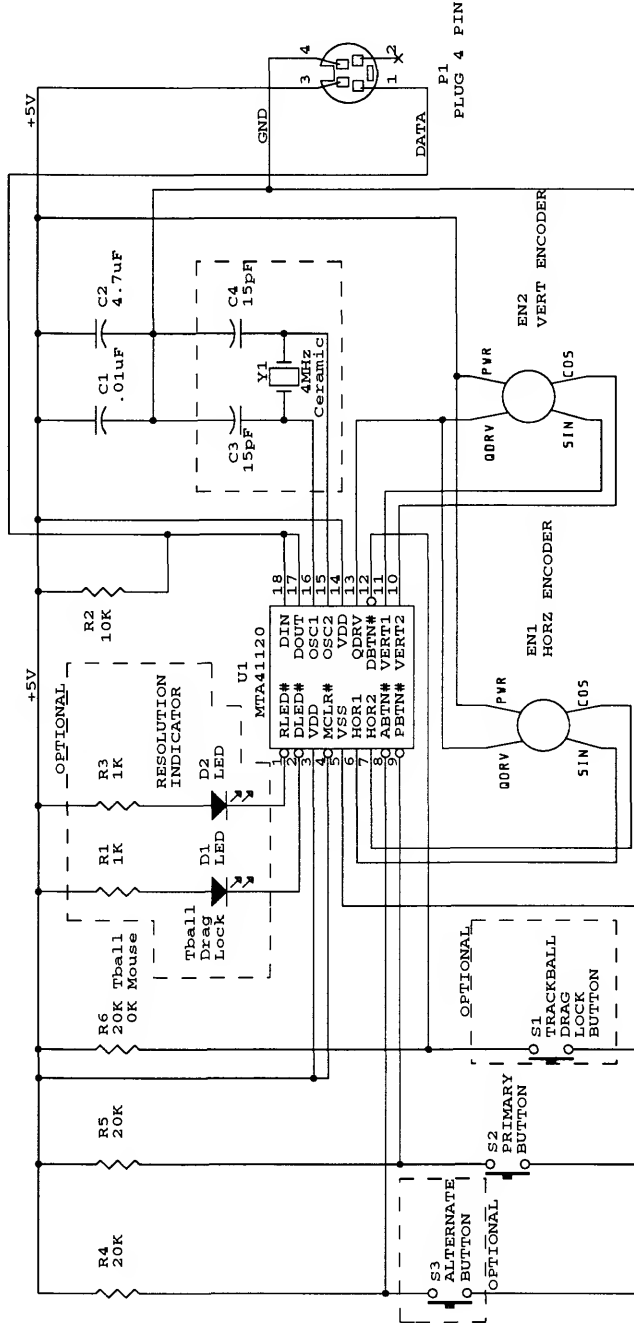 +5V
3
4
1
2
P1
PLUG 4 PIN
GND
DATA
C2
4.7uF
C1
.01uF
C4
15pF
C3
15pF
Y1
4MHz
Ceramic
EN2
VERT ENCODER
QDRV
PWR
SIN
COS
EN1
HORZ ENCODER
QDRV
PWR
SIN
COS
R2
10K
+5V
U1
MTA41120
1 RLED# DIN 18
2 DLED# DOUT 17
3 VDD OSC1 16
4 MCLR# OSC2 15
5 VSS VDD 14
6 HOR1 13
7 HOR2 QDRV 12
8 ABTN# DBTN# 11
9 PBTN# VERT1 10
VERT2
OPTIONAL
RESOLUTION
INDICATOR
R3
1K
D2
LED
R1
1K
D1
LED
Tball
Drag
Lock
R6
20K Tball
0K Mouse
OPTIONAL
S1
TRACKBALL
DRAG
LOCK
BUTTON
R5
20K
S2
PRIMARY
BUTTON
R4
20K
S3
ALTERNATE
BUTTON
OPTIONAL